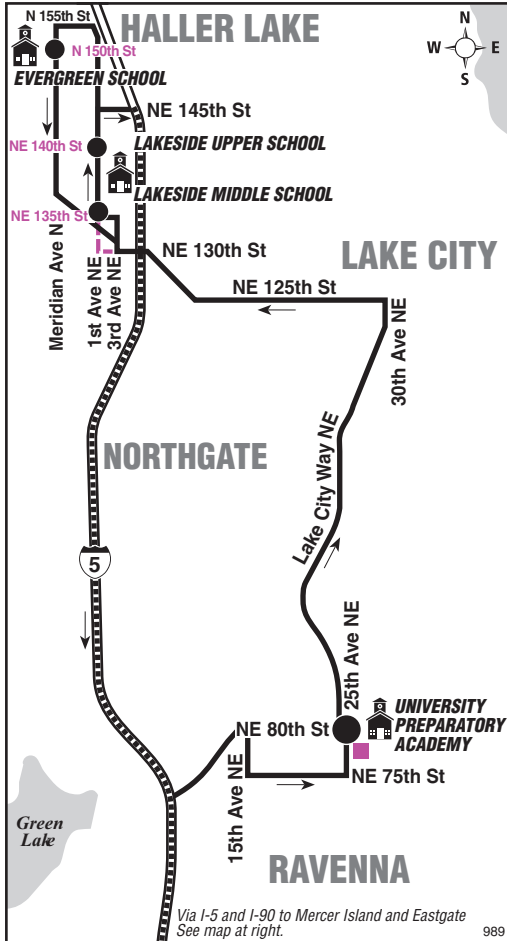 N 155th St
HALLER LAKE
N
W
E
S
N 150th St
EVERGREEN SCHOOL
NE 145th St
NE 140th St
LAKESIDE UPPER SCHOOL
LAKESIDE MIDDLE SCHOOL
NE 135th St
Meridian Ave N
1st Ave NE
3rd Ave NE
NE 130th St
LAKE CITY
NE 125th St
30th Ave NE
NORTHGATE
Lake City Way NE
5
25th Ave NE
UNIVERSITY
PREPARATORY
ACADEMY
NE 80th St
15th Ave NE
NE 75th St
Green
Lake
RAVENNA
Via I-5 and I-90 to Mercer Island and Eastgate
See map at right.
989